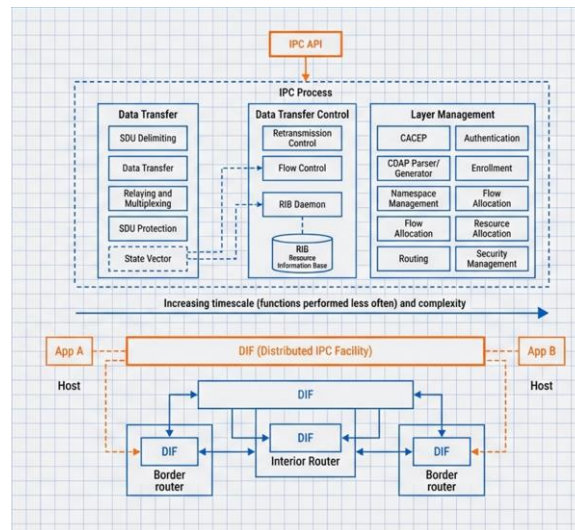 IPC API
IPC Process
Data Transfer
SDU Delimiting
Data Transfer
Relaying and
Multiplexing
SDU Protection
State Vector
Data Transfer Control
Retransmission
Control
Flow Control
RIB Daemon
RIB
Resource
Information Base
Layer Management
CACEP
Authentication
CDAP Parser/
Generator
Enrollment
Namespace
Management
Flow
Allocation
Flow
Allocation
Resource
Allocation
Routing
Security
Management
Increasing timescale (functions performed less often) and complexity
App A
DIF (Distributed IPC Facility)
App B
Host
Host
DIF
DIF
Interior Router
DIF
Border
router
DIF
Border
router